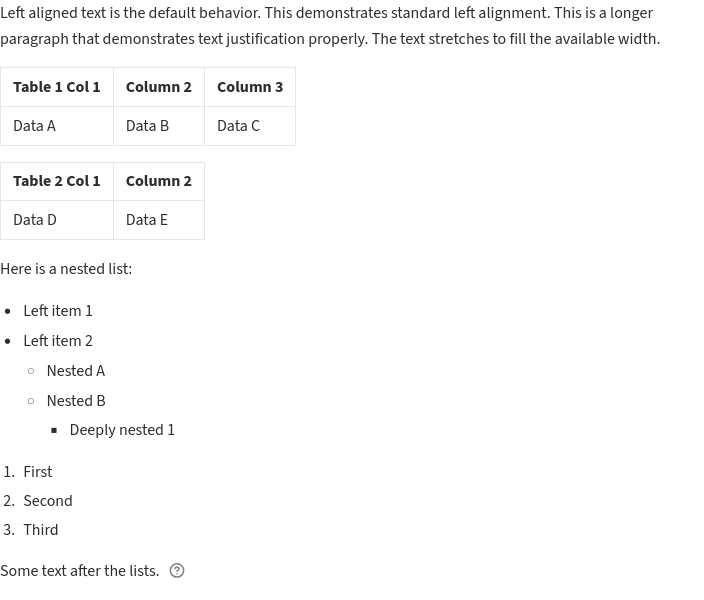 Left aligned text is the default behavior. This demonstrates standard left alignment. This is a longer
paragraph that demonstrates text justification properly. The text stretches to fill the available width.
Table 1 Col 1 Column 2 Column 3
Data A Data B Data C
Table 2 Col 1 Column 2
Data D Data E
Here is a nested list:
• Left item 1
• Left item 2
○ Nested A
○ Nested B
▪ Deeply nested 1
1. First
2. Second
3. Third
Some text after the lists. ?